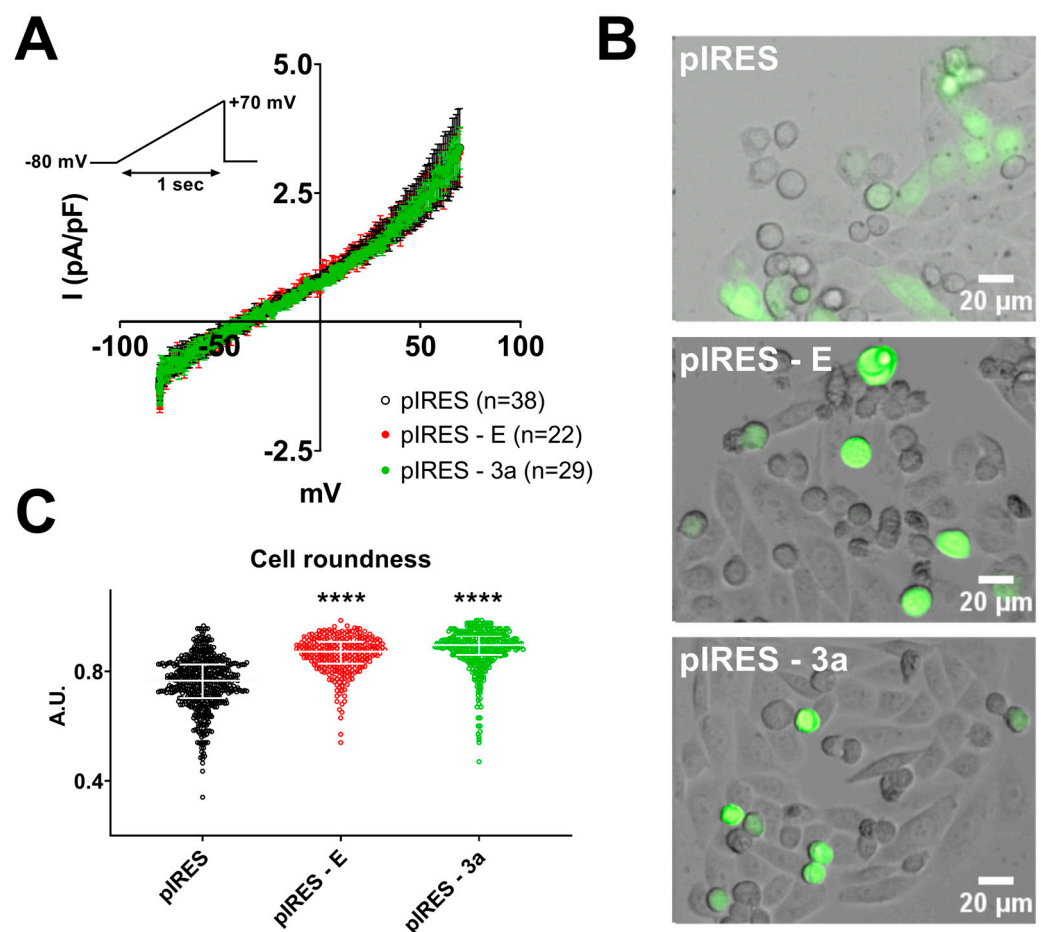 A
5.0
+70 mV
-80 mV
1 sec
2.5
I (pA/pF)
-100
-50
0
50
100
pIRES (n=38)
pIRES - E (n=22)
pIRES - 3a (n=29)
-2.5
mV
B
pIRES
20 µm
pIRES - E
20 µm
pIRES - 3a
20 µm
C
Cell roundness
****
****
0.8
A.U.
0.4
pIRES
pIRES - E
pIRES - 3a